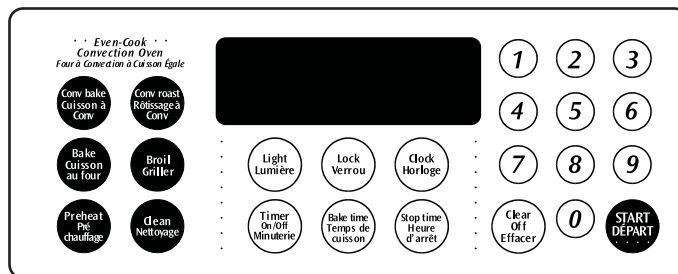 Even-Cook
Convection Oven
Four à Convection à Cuisson Égale
Conv bake
Cuisson à
Conv
Conv roast
Rôtissage à
Conv
Bake
Cuisson
au four
Broil
Griller
Preheat
Pré
chauffage
Clean
Nettoyage
Light
Lumière
Lock
Verrou
Clock
Horloge
Timer
On/Off
Minuterie
Bake time
Temps de
cuisson
Stop time
Heure
d'arrêt
1
2
3
4
5
6
7
8
9
Clear
Off
Effacer
0
START
DÉPART